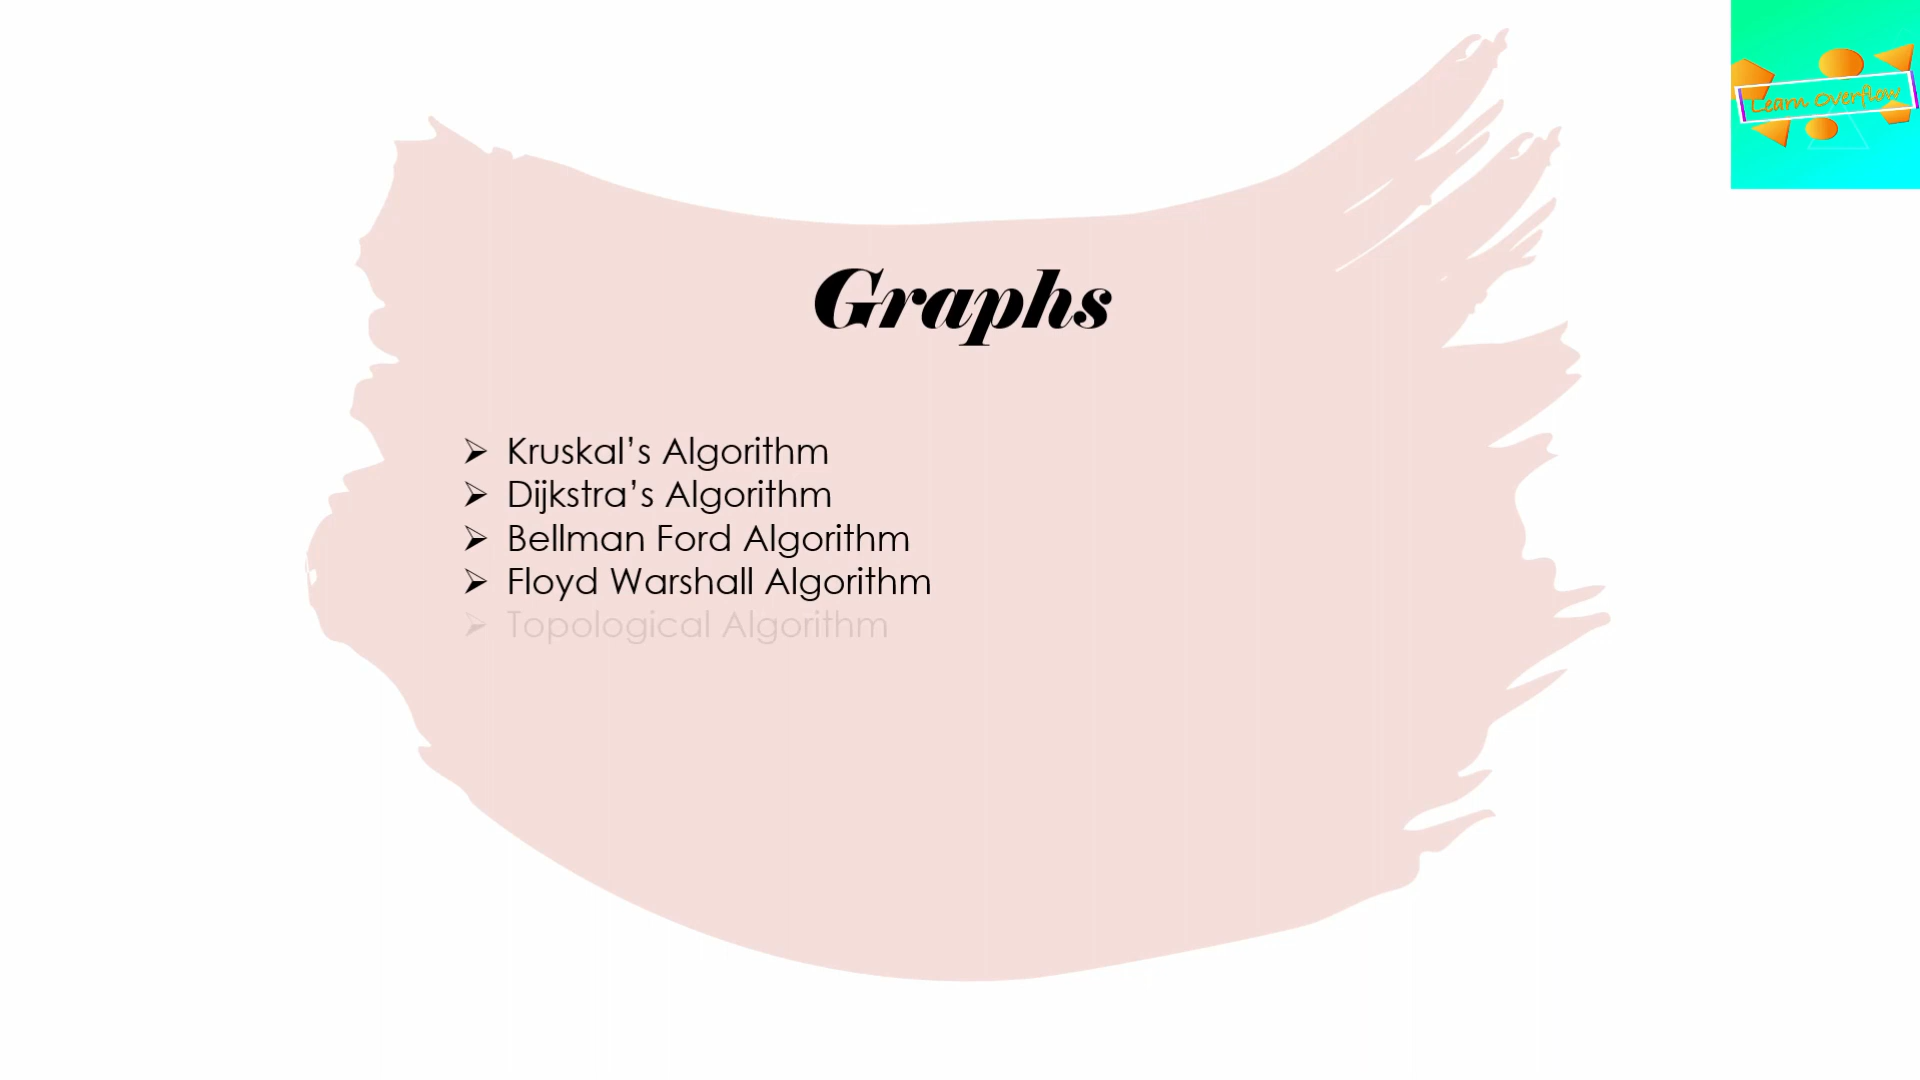 Learn Overflow
Graphs
➢ Kruskal’s Algorithm
➢ Dijkstra’s Algorithm
➢ Bellman Ford Algorithm
➢ Floyd Warshall Algorithm
➢ Topological Algorithm